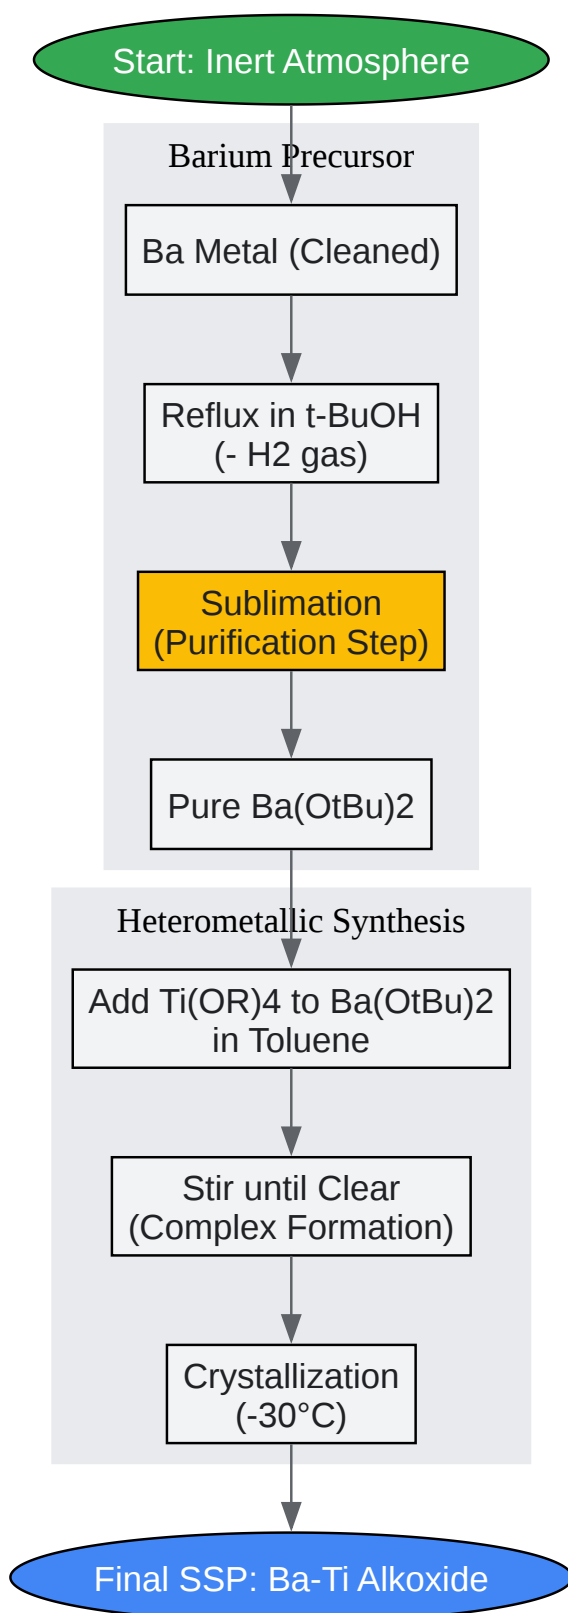 Start: Inert Atmosphere
Barium Precursor
Ba Metal (Cleaned)
Reflux in t-BuOH
(- H2 gas)
Sublimation
(Purification Step)
Pure Ba(OtBu)2
Heterometallic Synthesis
Add Ti(OR)4 to Ba(OtBu)2
in Toluene
Stir until Clear
(Complex Formation)
Crystallization
(-30°C)
Final SSP: Ba-Ti Alkoxide